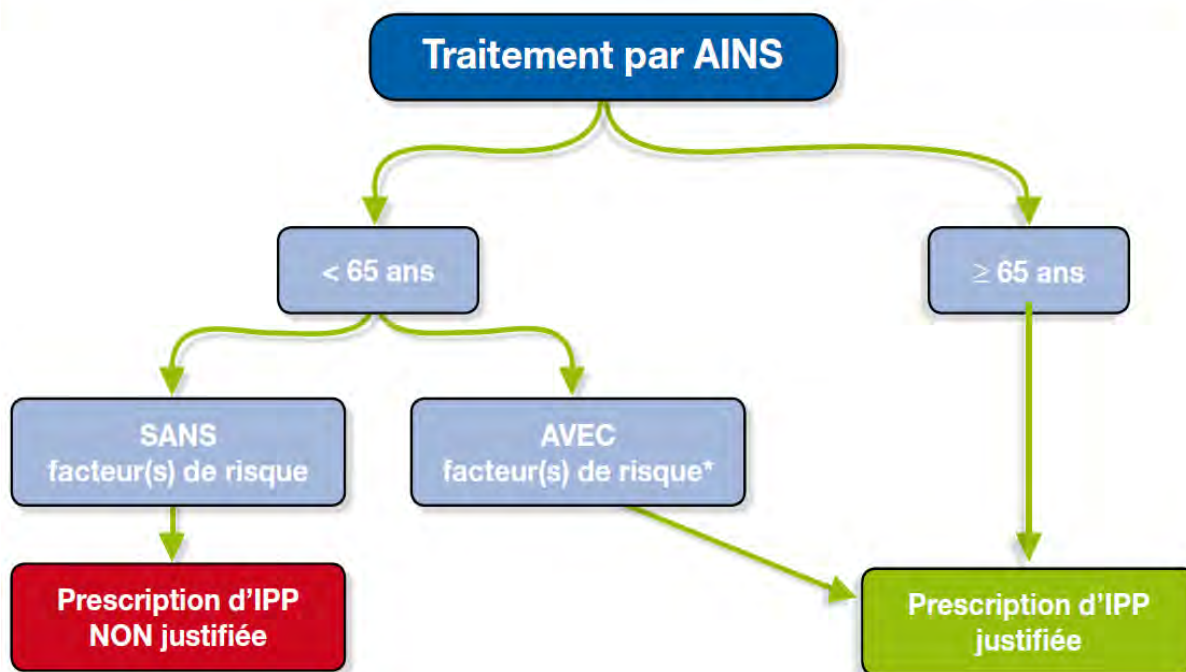 Traitement par AINS
< 65 ans
≥ 65 ans
SANS
facteur(s) de risque
AVEC
facteur(s) de risque*
Prescription d’IPP
NON justifiée
Prescription d’IPP
justifiée